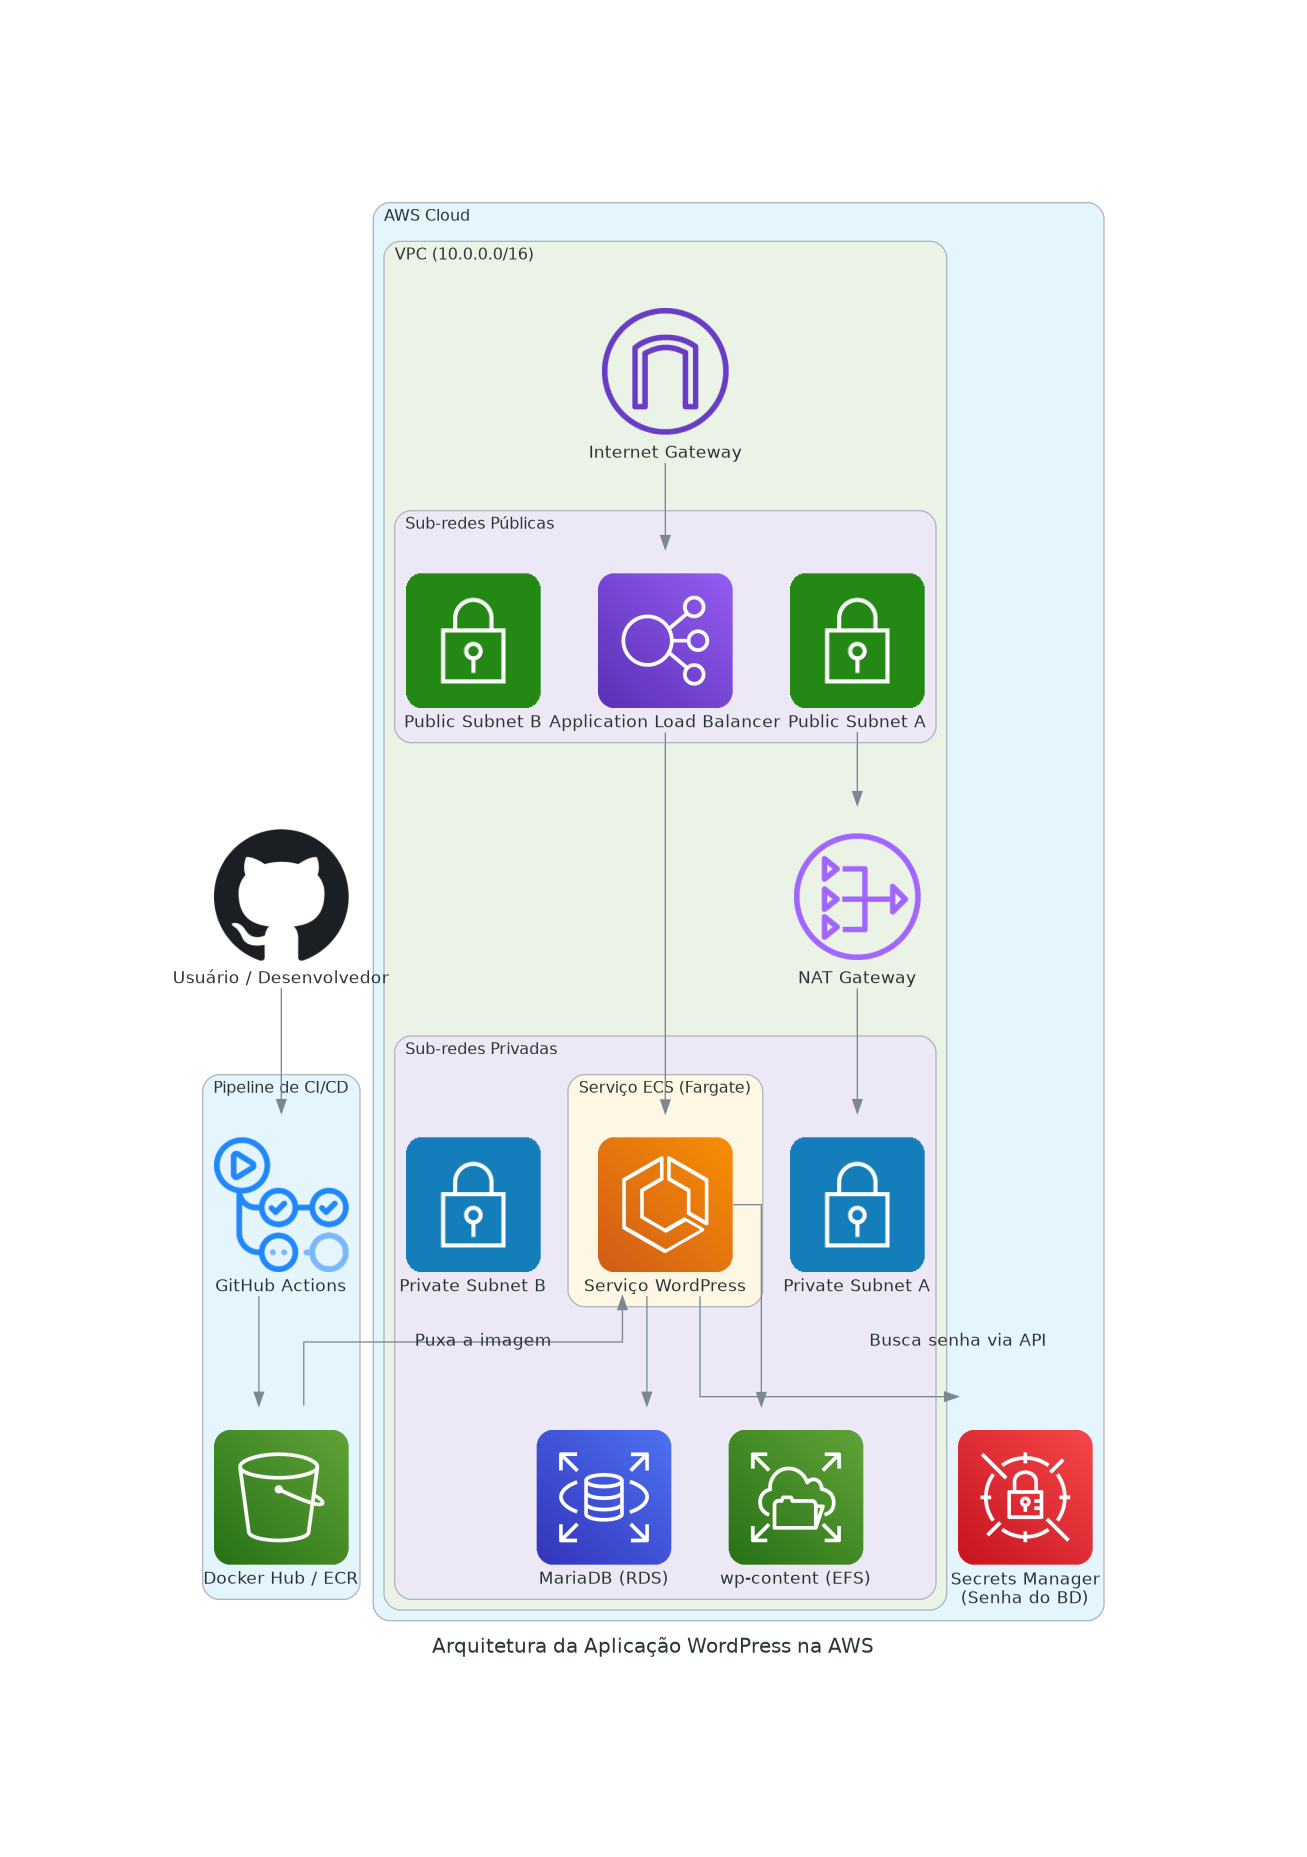 AWS Cloud
VPC (10.0.0.0/16)
Internet Gateway
Sub-redes Públicas
Public Subnet B
Application Load Balancer
Public Subnet A
Usuário / Desenvolvedor
NAT Gateway
Sub-redes Privadas
Pipeline de CI/CD
Serviço ECS (Fargate)
GitHub Actions
Private Subnet B
Serviço WordPress
Private Subnet A
Puxa a imagem
Busca senha via API
Docker Hub / ECR
MariaDB (RDS)
wp-content (EFS)
Secrets Manager
(Senha do BD)
Arquitetura da Aplicação WordPress na AWS